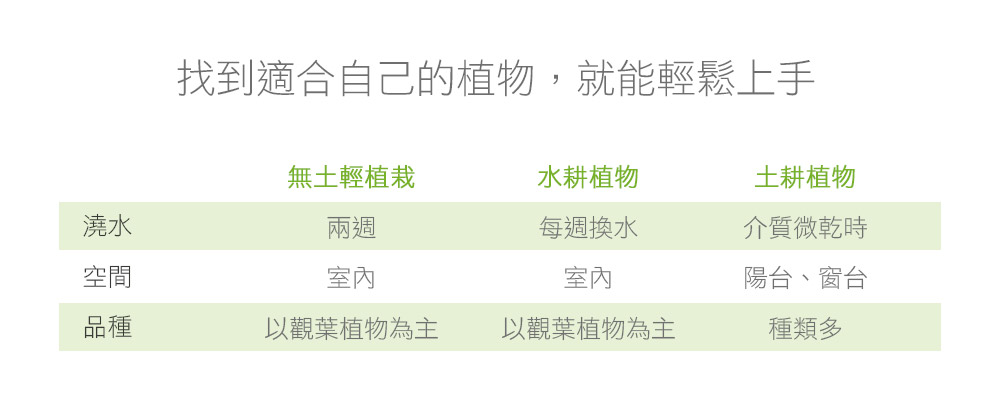 找到適合自己的植物，就能輕鬆上手
無土輕植栽 水耕植物 土耕植物
澆水 兩週 每週換水 介質微乾時
空間 室內 室內 陽台、窗台
品種 以觀葉植物為主 以觀葉植物為主 種類多